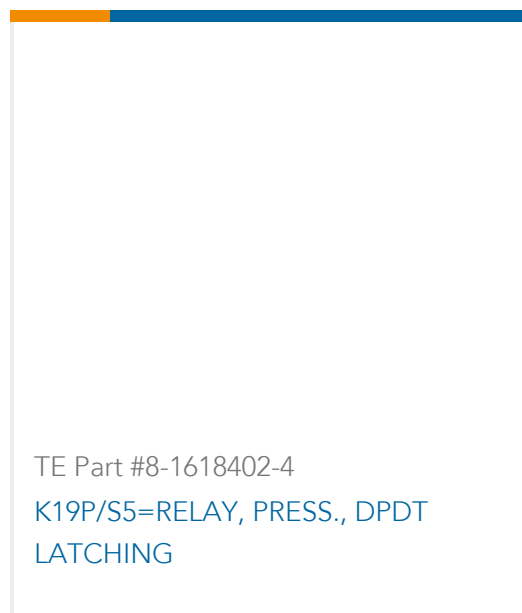 TE Part #8-1618402-4
K19P/S5=RELAY, PRESS., DPDT
LATCHING